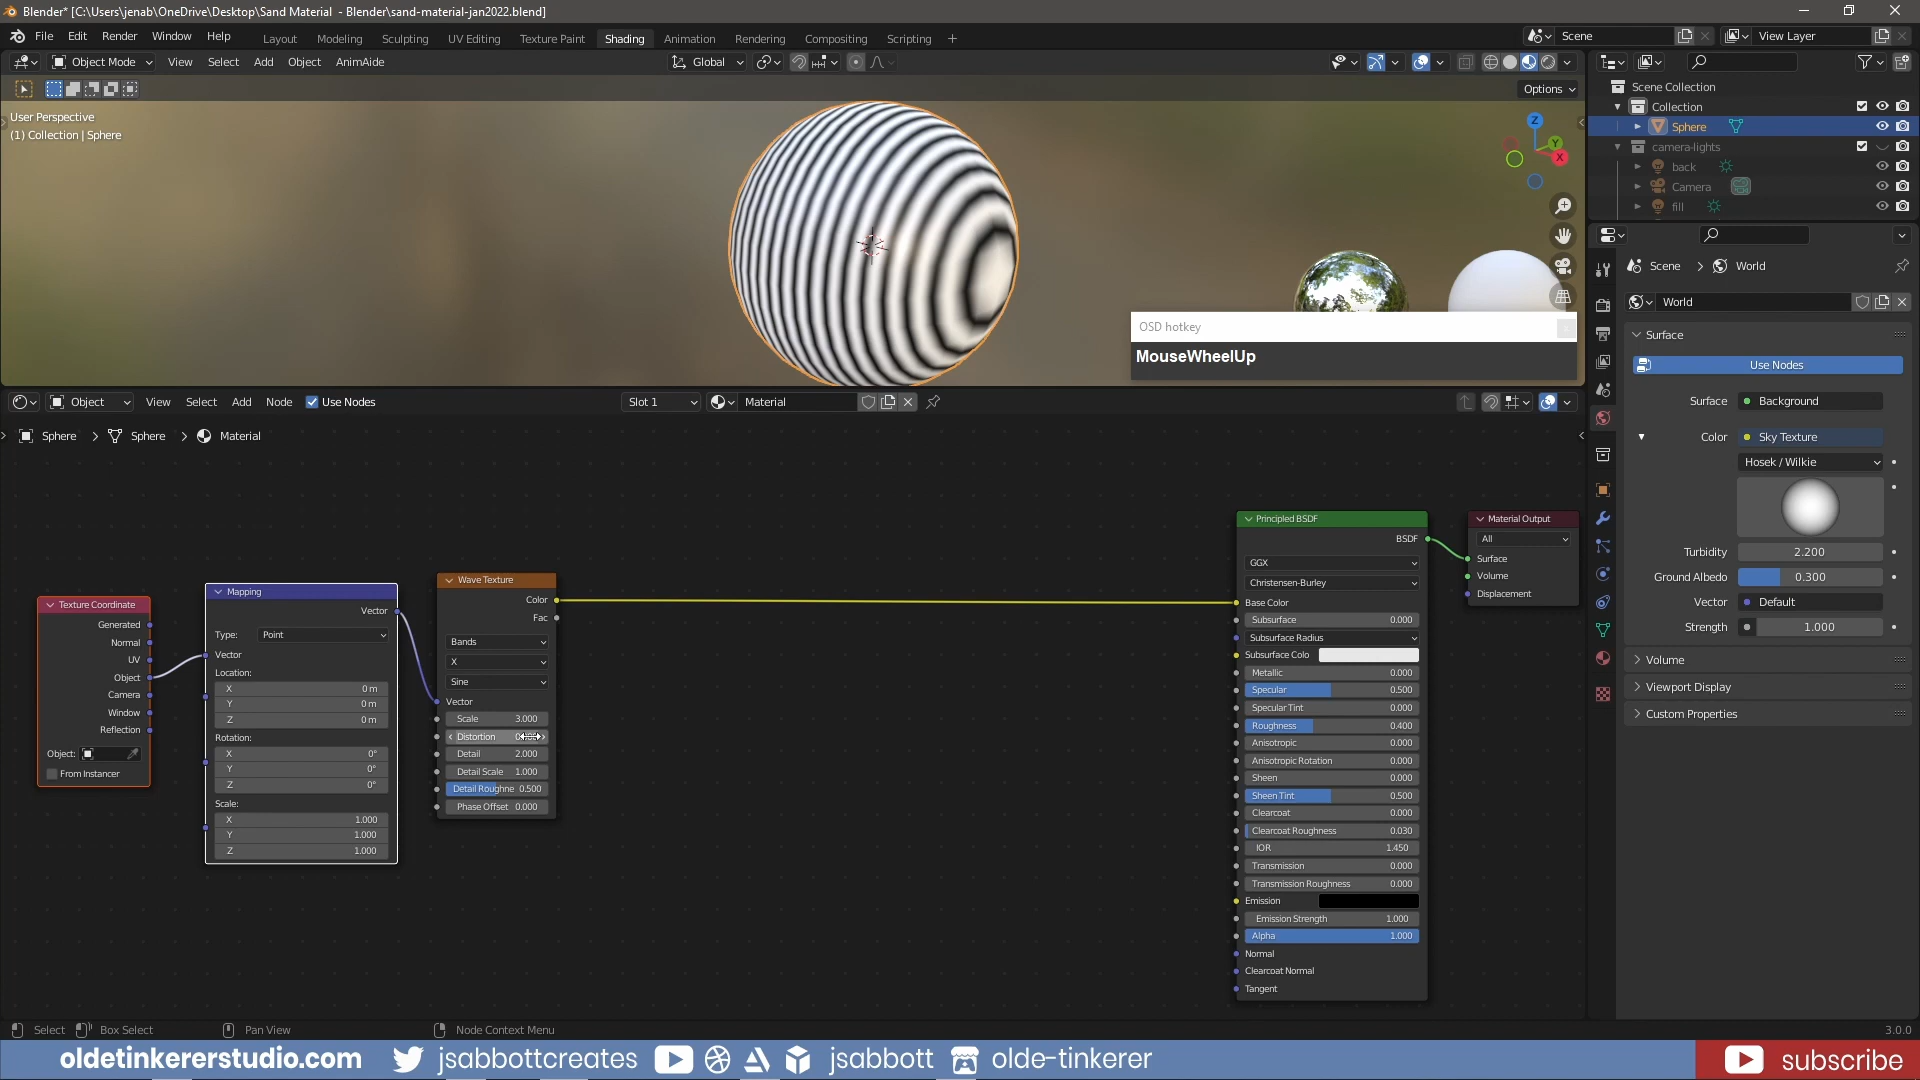 Blender* [C:\Users\jenab\OneDrive\Desktop\Sand Material - Blender\sand-material-jan2022.blend]
File Edit Render Window Help Layout Modeling Sculpting UV Editing Texture Paint Shading Animation Rendering Compositing Scripting + Scene View Layer
Object Mode View Select Add Object AnimAide Global
Options
User Perspective
(1) Collection | Sphere
Z
Y
X
OSD hotkey
MouseWheelUp
Scene Collection
Collection
Sphere
camera-lights
back
Camera
fill
Scene > World
World
Surface
Use Nodes
Surface Background
Color Sky Texture
Hosek / Wilkie
Turbidity 2.200
Ground Albedo 0.300
Vector Default
Strength 1.000
Volume
Viewport Display
Custom Properties
Object View Select Add Node Use Nodes Slot 1 Material
Sphere > Sphere > Material
Texture Coordinate
Generated
Normal
UV
Object
Camera
Window
Reflection
Object:
From Instancer
Mapping
Vector
Type: Point
Vector
Location:
X 0 m
Y 0 m
Z 0 m
Rotation:
X 0°
Y 0°
Z 0°
Scale:
X 1.000
Y 1.000
Z 1.000
Wave Texture
Color
Fac
Bands
X
Sine
Vector
Scale 3.000
Distortion
Detail 2.000
Detail Scale 1.000
Detail Roughne 0.500
Phase Offset 0.000
Principled BSDF
BSDF
GGX
Christensen-Burley
Base Color
Subsurface 0.000
Subsurface Radius
Subsurface Colo
Metallic 0.000
Specular 0.500
Specular Tint 0.000
Roughness 0.400
Anisotropic 0.000
Anisotropic Rotation 0.000
Sheen 0.000
Sheen Tint 0.500
Clearcoat 0.000
Clearcoat Roughness 0.030
IOR 1.450
Transmission 0.000
Transmission Roughness 0.000
Emission
Emission Strength 1.000
Alpha 1.000
Normal
Clearcoat Normal
Tangent
Material Output
All
Surface
Volume
Displacement
Select Box Select Pan View Node Context Menu 3.0.0
oldetinkererstudio.com jsabbottcreates jsabbott olde-tinkerer subscribe